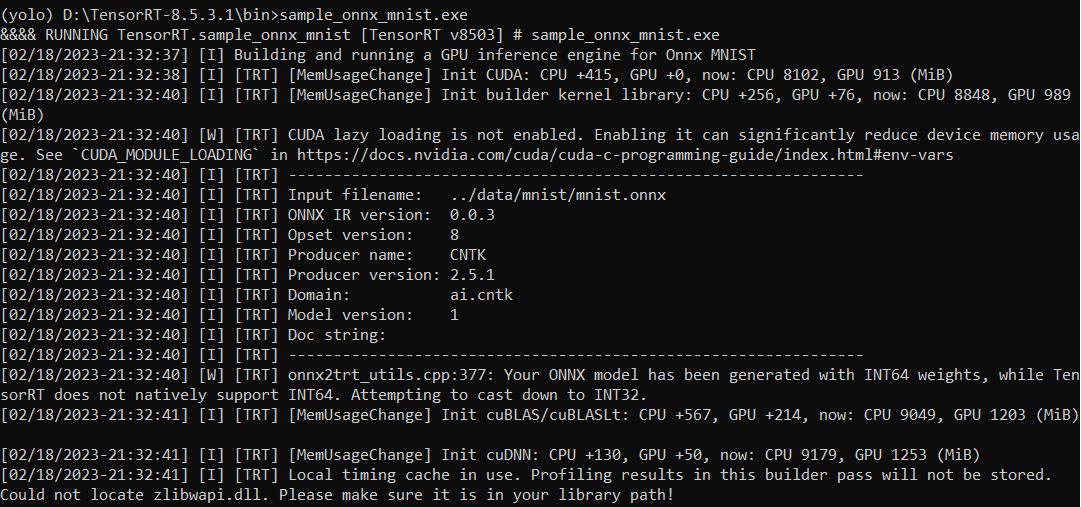 (yolo) D:\TensorRT-8.5.3.1\bin>sample_onnx_mnist.exe
&&&& RUNNING TensorRT.sample_onnx_mnist [TensorRT v8503] # sample_onnx_mnist.exe
[02/18/2023-21:32:37] [I] Building and running a GPU inference engine for Onnx MNIST
[02/18/2023-21:32:38] [I] [TRT] [MemUsageChange] Init CUDA: CPU +415, GPU +0, now: CPU 8102, GPU 913 (MiB)
[02/18/2023-21:32:40] [I] [TRT] [MemUsageChange] Init builder kernel library: CPU +256, GPU +76, now: CPU 8848, GPU 989
(MiB)
[02/18/2023-21:32:40] [W] [TRT] CUDA lazy loading is not enabled. Enabling it can significantly reduce device memory usa
ge. See `CUDA_MODULE_LOADING` in https://docs.nvidia.com/cuda/cuda-c-programming-guide/index.html#env-vars
[02/18/2023-21:32:40] [I] [TRT] ----------------------------------------------------------------
[02/18/2023-21:32:40] [I] [TRT] Input filename:   ../data/mnist/mnist.onnx
[02/18/2023-21:32:40] [I] [TRT] ONNX IR version:  0.0.3
[02/18/2023-21:32:40] [I] [TRT] Opset version:    8
[02/18/2023-21:32:40] [I] [TRT] Producer name:    CNTK
[02/18/2023-21:32:40] [I] [TRT] Producer version: 2.5.1
[02/18/2023-21:32:40] [I] [TRT] Domain:           ai.cntk
[02/18/2023-21:32:40] [I] [TRT] Model version:    1
[02/18/2023-21:32:40] [I] [TRT] Doc string:
[02/18/2023-21:32:40] [I] [TRT] ----------------------------------------------------------------
[02/18/2023-21:32:40] [W] [TRT] onnx2trt_utils.cpp:377: Your ONNX model has been generated with INT64 weights, while Ten
sorRT does not natively support INT64. Attempting to cast down to INT32.
[02/18/2023-21:32:41] [I] [TRT] [MemUsageChange] Init cuBLAS/cuBLASLt: CPU +567, GPU +214, now: CPU 9049, GPU 1203 (MiB)
[02/18/2023-21:32:41] [I] [TRT] [MemUsageChange] Init cuDNN: CPU +130, GPU +50, now: CPU 9179, GPU 1253 (MiB)
[02/18/2023-21:32:41] [I] [TRT] Local timing cache in use. Profiling results in this builder pass will not be stored.
Could not locate zlibwapi.dll. Please make sure it is in your library path!